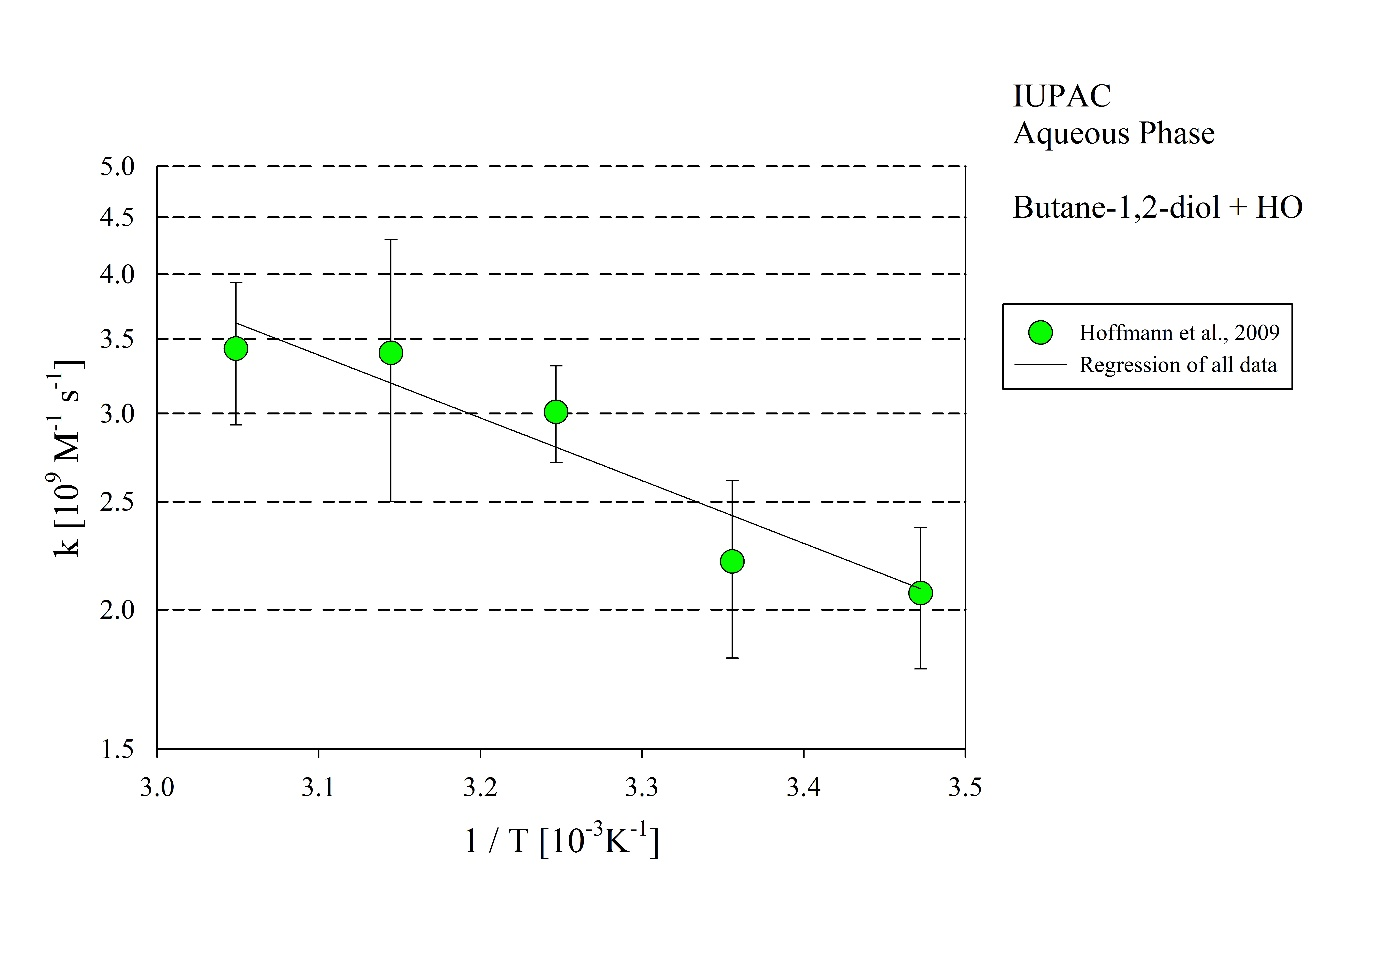 IUPAC
Aqueous Phase
Butane-1,2-diol + HO
5.0
4.5
4.0
3.5
3.0
2.5
2.0
1.5
k [10⁹ M⁻¹ s⁻¹]
3.0 3.1 3.2 3.3 3.4 3.5
1 / T [10⁻³K⁻¹]
Hoffmann et al., 2009
Regression of all data